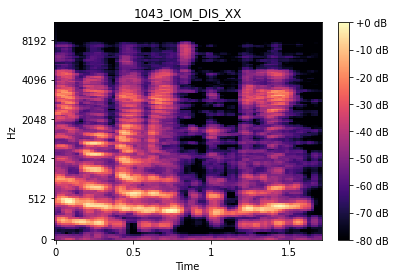 1043_IOM_DIS_XX
+0 dB
8192
-10 dB
4096
-20 dB
-30 dB
2048
Hz
-40 dB
1024
-50 dB
512
-60 dB
-70 dB
0
-80 dB
0
0.5
1
1.5
Time